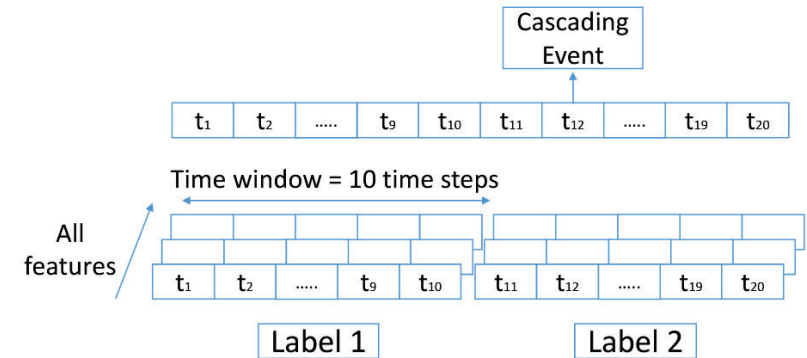 Cascading
Event
t₁ t₂ ..... t₉ t₁₀ t₁₁ t₁₂ ..... t₁₉ t₂₀
Time window = 10 time steps
All
features
t₁ t₂ ..... t₉ t₁₀ t₁₁ t₁₂ ..... t₁₉ t₂₀
Label 1 Label 2